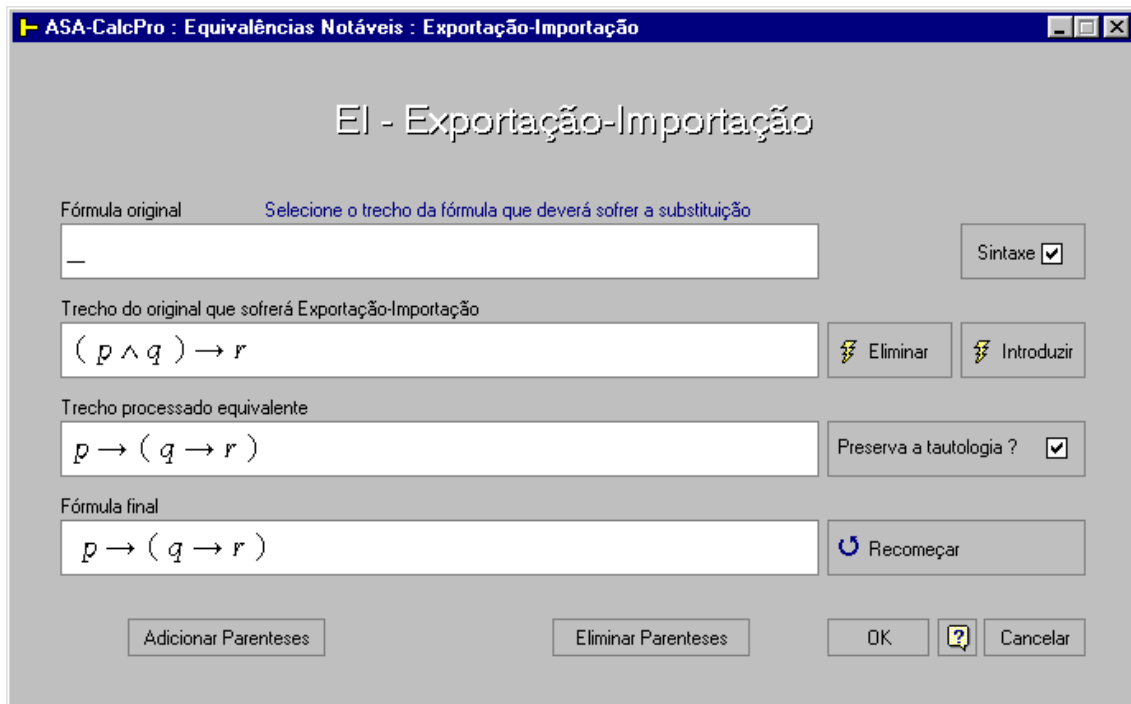 ASA-CalcPro : Equivalências Notáveis : Exportação-Importação
EI - Exportação-Importação
Fórmula original Selecione o trecho da fórmula que deverá sofrer a substituição
_
Sintaxe
Trecho do original que sofrerá Exportação-Importação
( p ∧ q ) → r
Eliminar
Introduzir
Trecho processado equivalente
p → ( q → r )
Preserva a tautologia ?
Fórmula final
p → ( q → r )
Recomeçar
Adicionar Parenteses
Eliminar Parenteses
OK
?
Cancelar